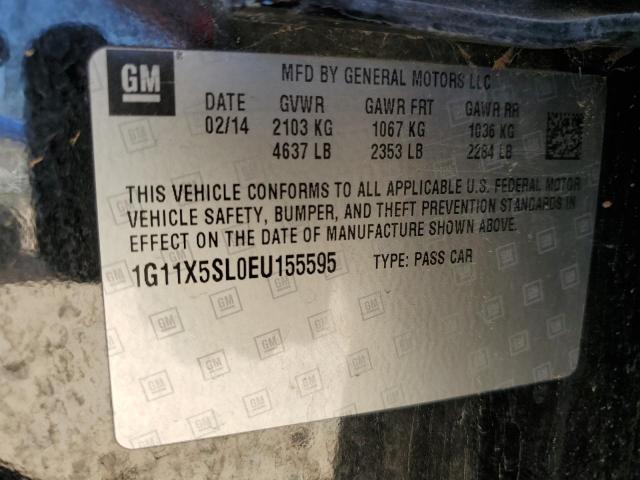 GM
MFD BY GENERAL MOTORS LLC
DATE GVWR GAWR FRT GAWR RR
02/14 2103 KG 1067 KG 1036 KG
4637 LB 2353 LB 2284 LB
THIS VEHICLE CONFORMS TO ALL APPLICABLE U.S. FEDERAL MOTOR
VEHICLE SAFETY, BUMPER, AND THEFT PREVENTION STANDARDS IN
EFFECT ON THE DATE OF MANUFACTURE SHOWN ABOVE.
1G11X5SL0EU155595 TYPE: PASS CAR